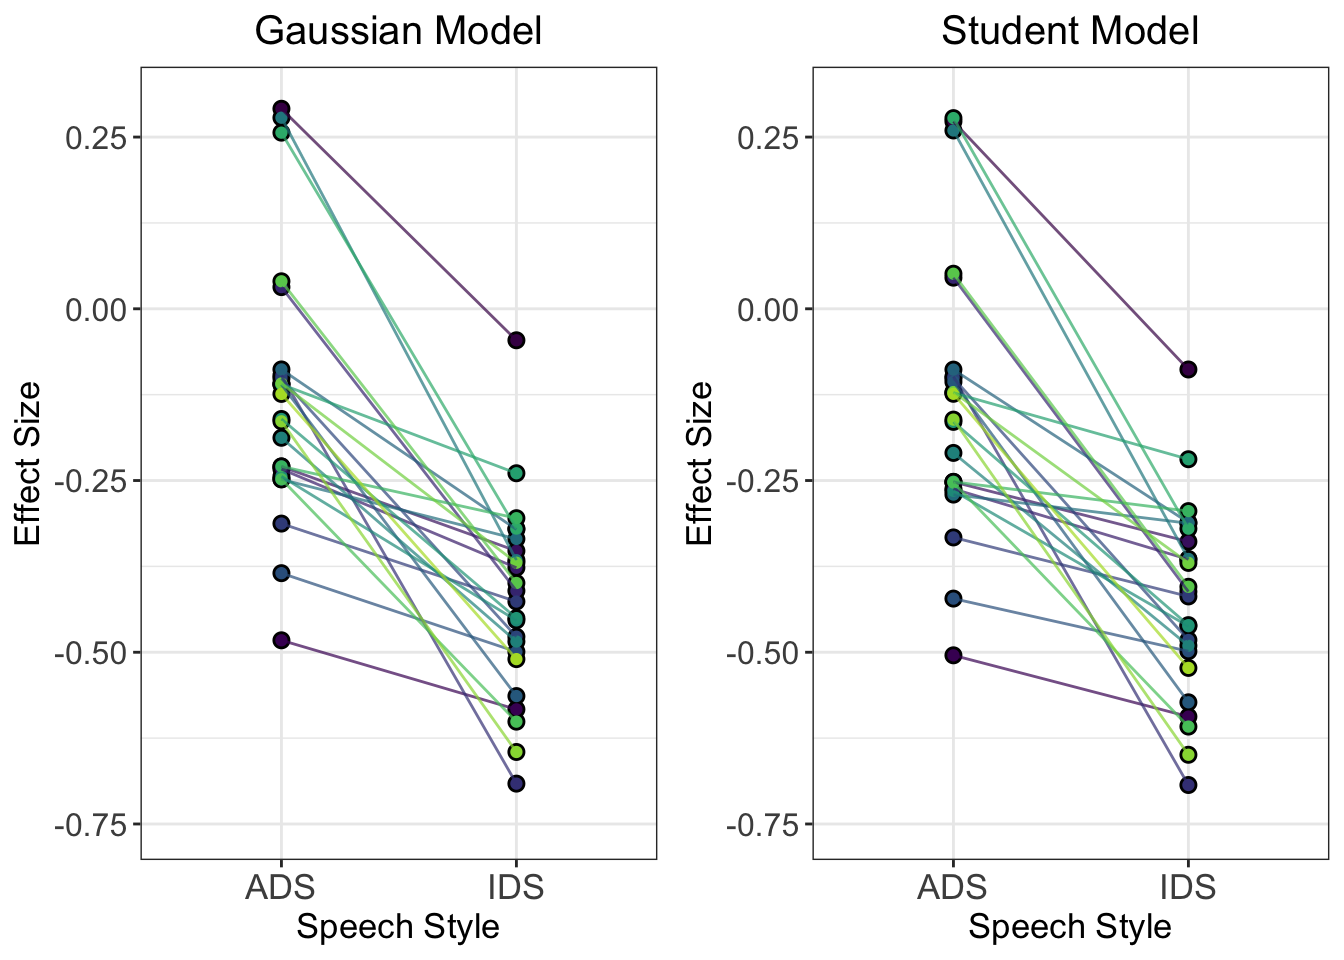 Gaussian Model
Effect Size
0.25
0.00
-0.25
-0.50
-0.75
ADS IDS
Speech Style
Student Model
Effect Size
0.25
0.00
-0.25
-0.50
-0.75
ADS IDS
Speech Style